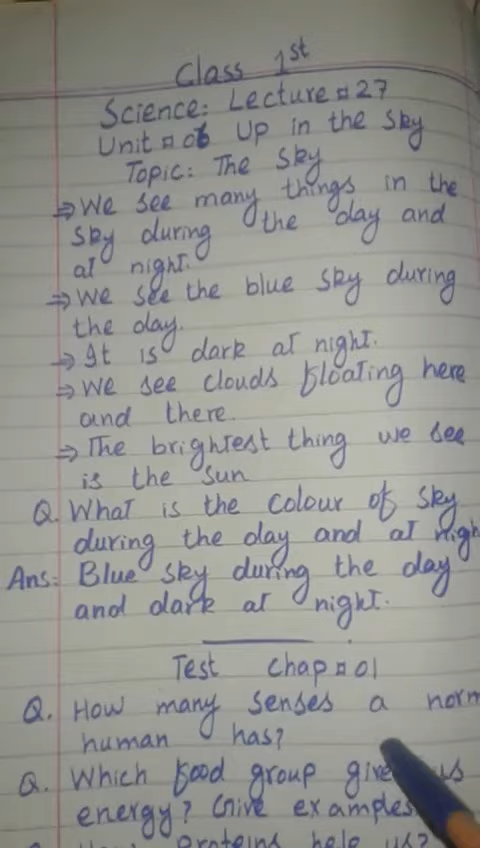 Class 1st
Science: Lecture # 27
Unit # 06 Up in the sky
Topic: The sky
⇒ We see many things in the
sky during the day and
at night.
⇒ We see the blue sky during
the day.
⇒ It is dark at night.
⇒ We see clouds floating here
and there.
⇒ The brightest thing we see
is the sun
Q. What is the colour of sky
during the day and at nigh
Ans: Blue sky during the day
and dark at night.
Test Chap # 01
Q. How many senses a norm
human has?
Q. Which food group give us
energy? Give examples
proteins help us?